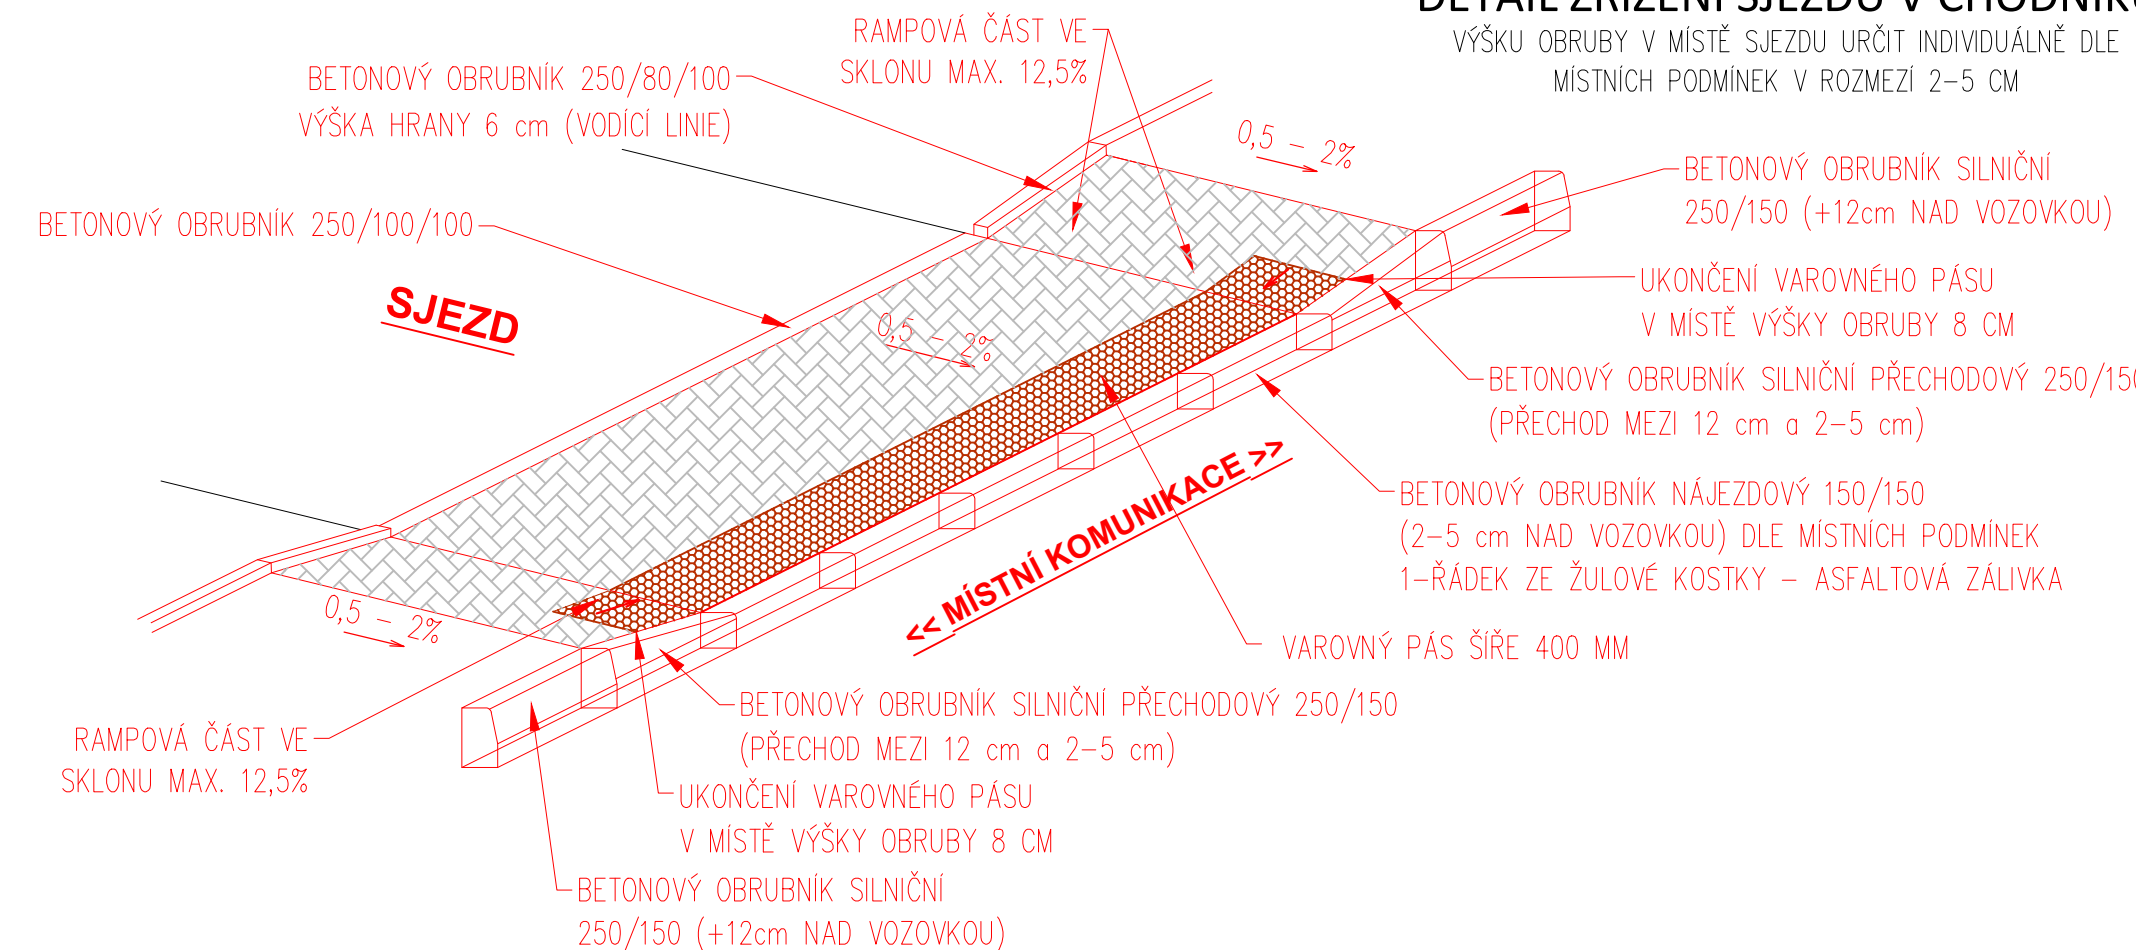 DETAIL ZŘÍZENÍ SJEZDU V CHODNÍKU
VÝŠKU OBRUBY V MÍSTĚ SJEZDU URČIT INDIVIDUÁLNĚ DLE
MÍSTNÍCH PODMÍNEK V ROZMEZÍ 2-5 CM
RAMPOVÁ ČÁST VE
SKLONU MAX. 12,5%
BETONOVÝ OBRUBNÍK 250/80/100
VÝŠKA HRANY 6 cm (VODÍCÍ LINIE)
0,5 - 2%
BETONOVÝ OBRUBNÍK SILNIČNÍ
250/150 (+12cm NAD VOZOVKOU)
BETONOVÝ OBRUBNÍK 250/100/100
SJEZD
UKONČENÍ VAROVNÉHO PÁSU
V MÍSTĚ VÝŠKY OBRUBY 8 CM
0,5 - 2%
BETONOVÝ OBRUBNÍK SILNIČNÍ PŘECHODOVÝ 250/150
(PŘECHOD MEZI 12 cm a 2-5 cm)
<< MÍSTNÍ KOMUNIKACE >>
BETONOVÝ OBRUBNÍK NÁJEZDOVÝ 150/150
(2-5 cm NAD VOZOVKOU) DLE MÍSTNÍCH PODMÍNEK
1-ŘÁDEK ZE ŽULOVÉ KOSTKY - ASFALTOVÁ ZÁLIVKA
0,5 - 2%
VAROVNÝ PÁS ŠÍŘE 400 MM
BETONOVÝ OBRUBNÍK SILNIČNÍ PŘECHODOVÝ 250/150
(PŘECHOD MEZI 12 cm a 2-5 cm)
RAMPOVÁ ČÁST VE
SKLONU MAX. 12,5%
UKONČENÍ VAROVNÉHO PÁSU
V MÍSTĚ VÝŠKY OBRUBY 8 CM
BETONOVÝ OBRUBNÍK SILNIČNÍ
250/150 (+12cm NAD VOZOVKOU)